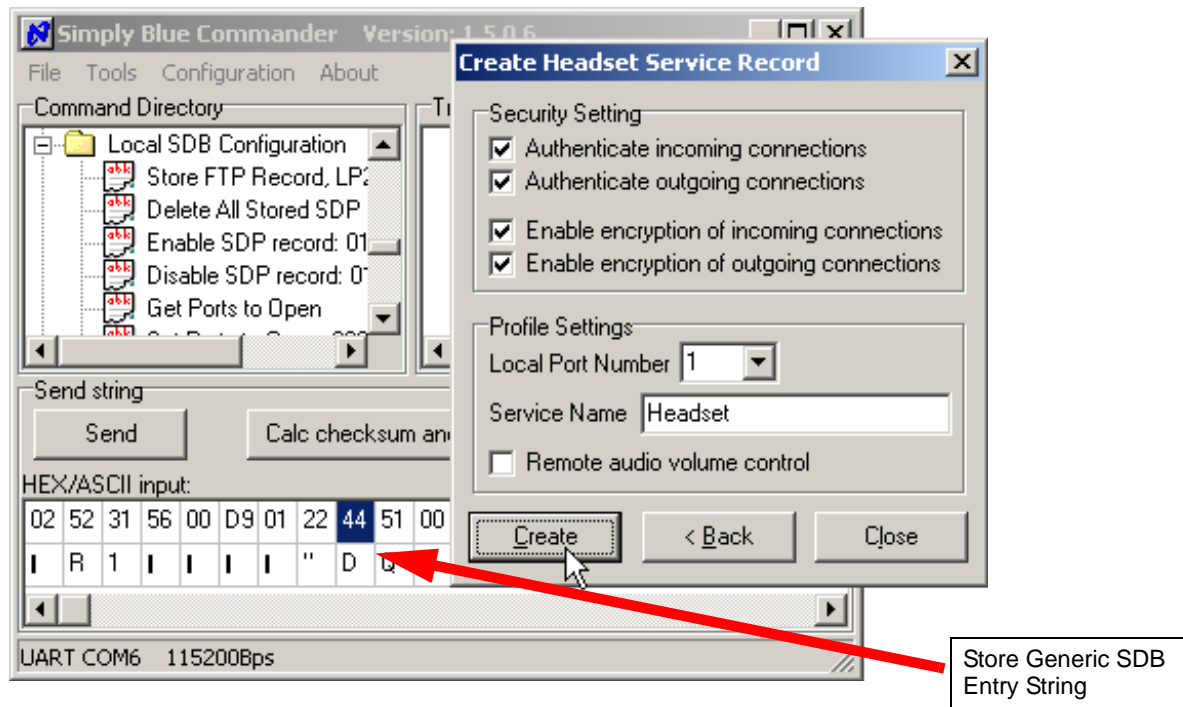 Simply Blue Commander Version: 1.5.0.6
File Tools Configuration About
Command Directory
Local SDB Configuration
Store FTP Record, LP2
Delete All Stored SDP
Enable SDP record: 01
Disable SDP record: 0
Get Ports to Open
Send string
Send
Calc checksum an
HEX/ASCII input:
02 52 31 56 00 D9 01 22 44 51 00
R 1 " D Q
UART COM6 115200Bps
Create Headset Service Record
Security Setting
Authenticate incoming connections
Authenticate outgoing connections
Enable encryption of incoming connections
Enable encryption of outgoing connections
Profile Settings
Local Port Number 1
Service Name Headset
Remote audio volume control
Create
< Back
Close
Store Generic SDB
Entry String